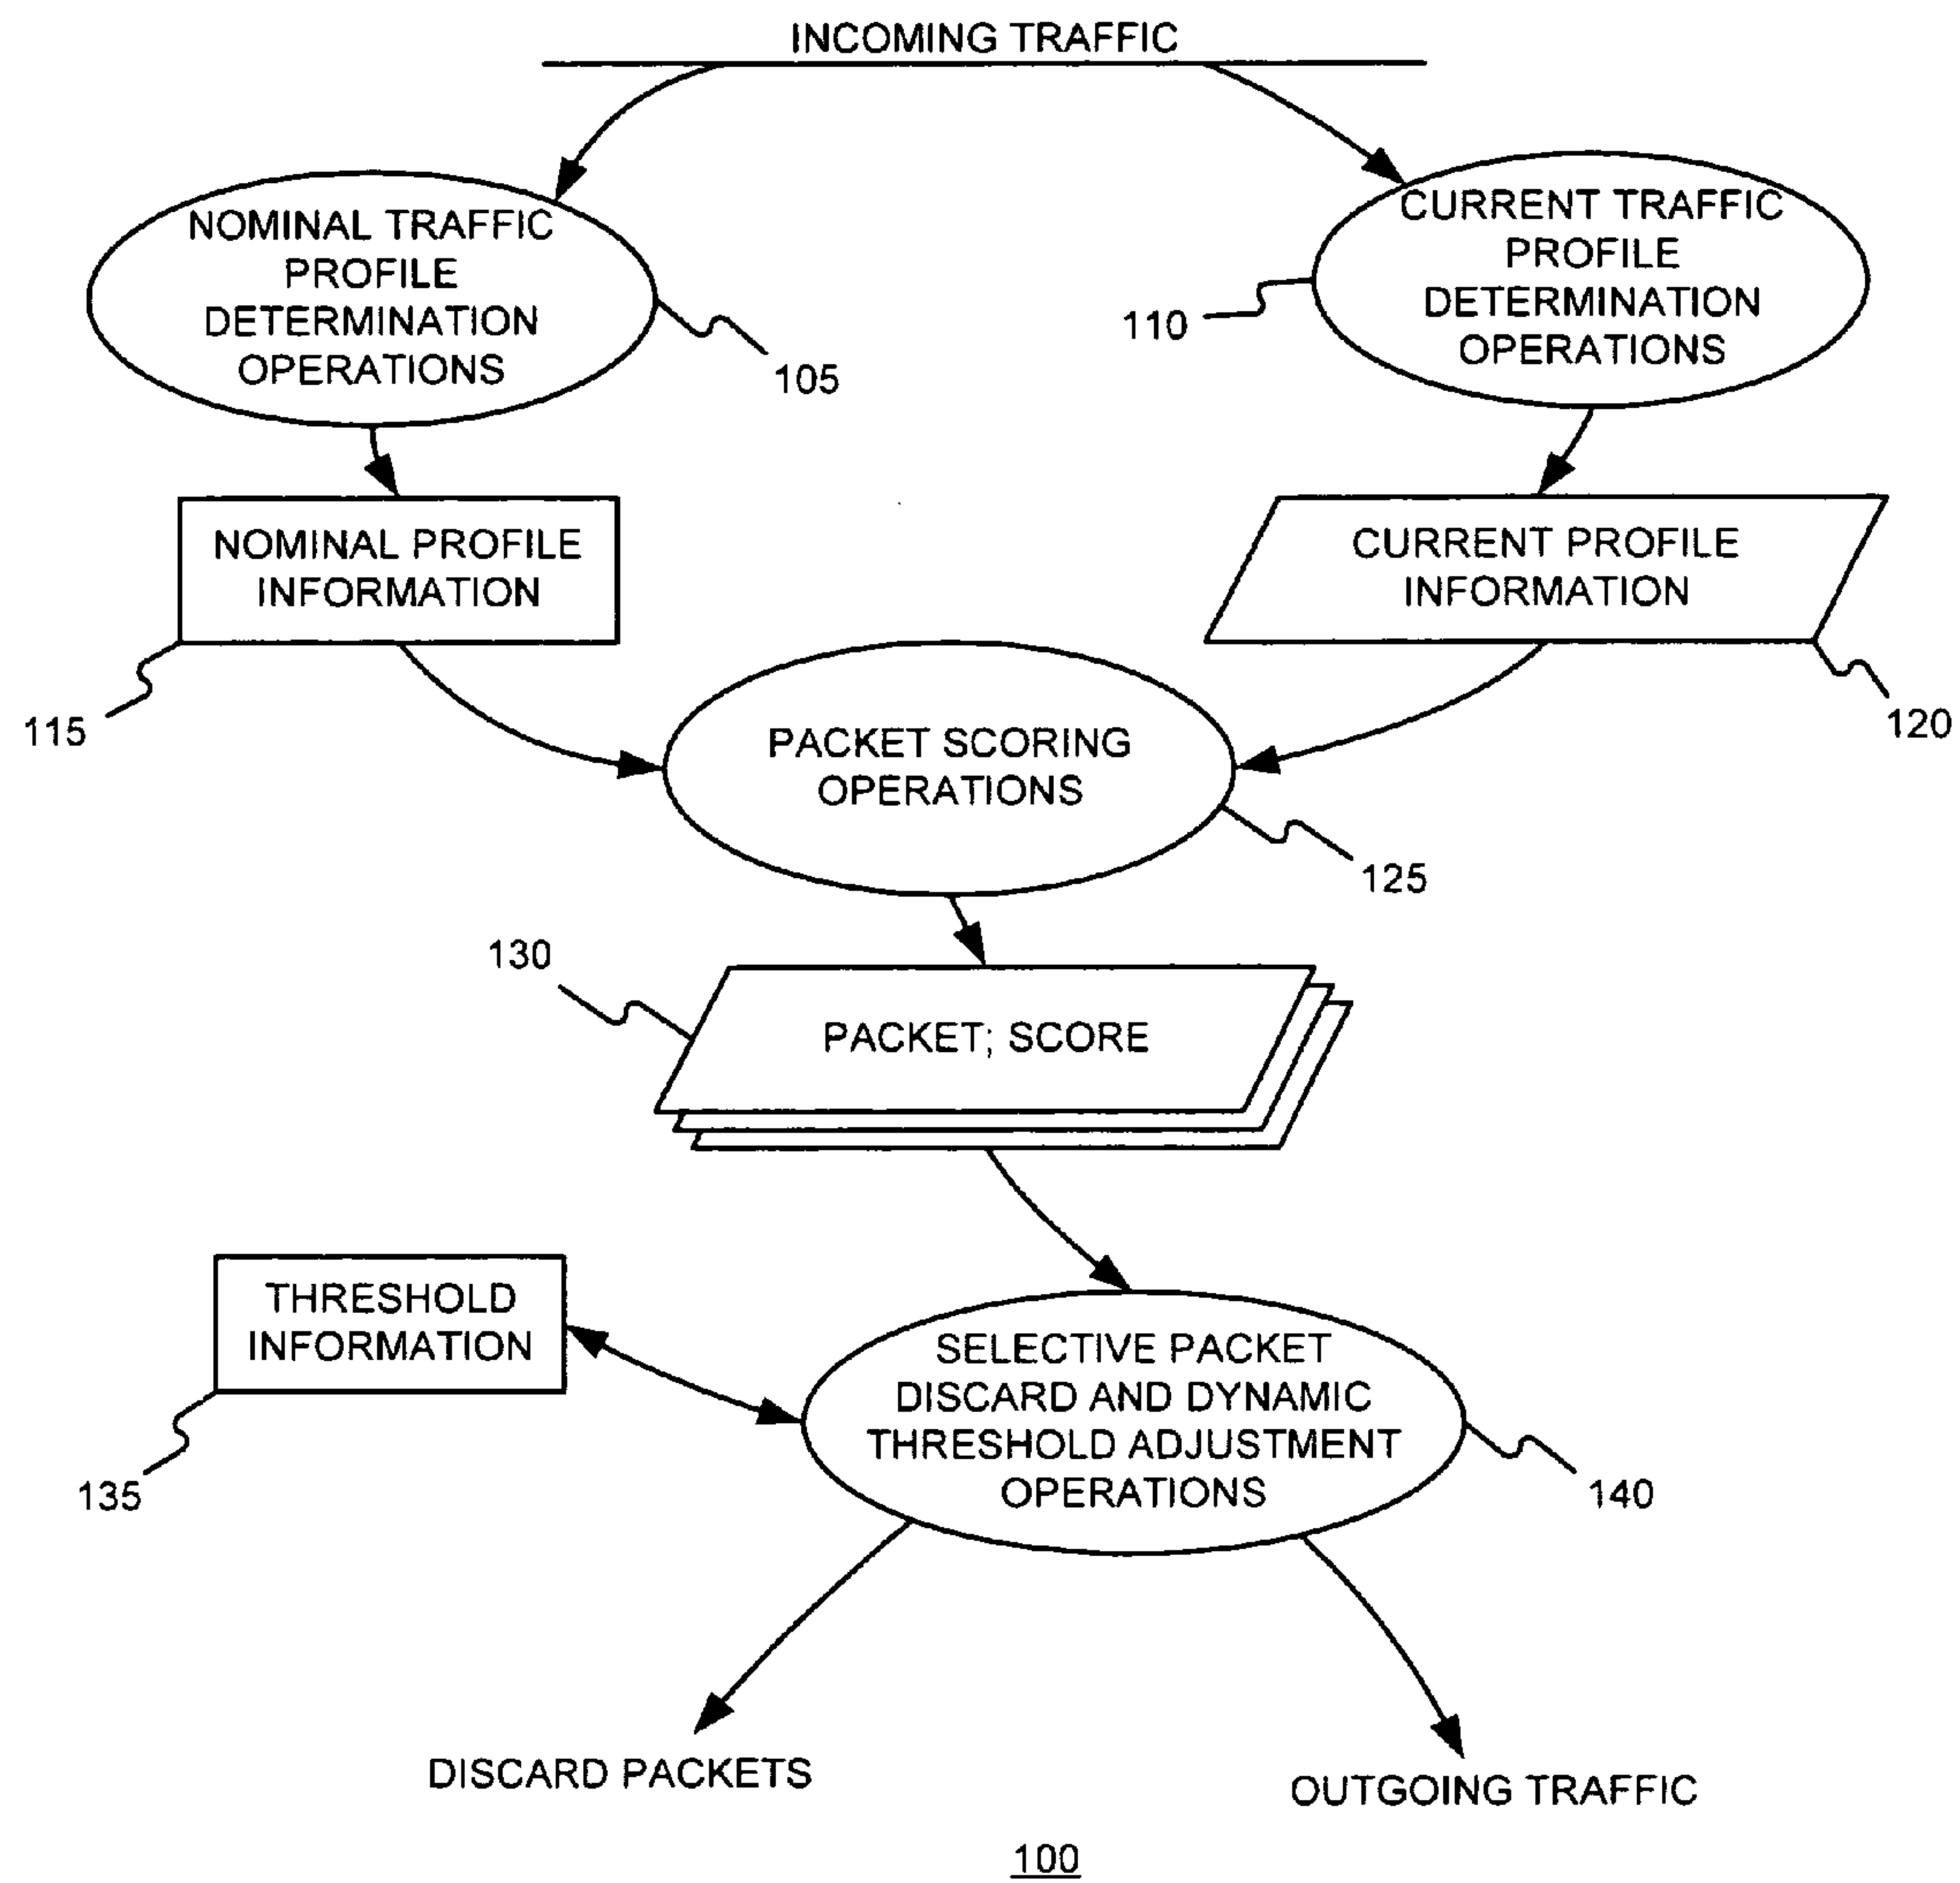 INCOMING TRAFFIC
NOMINAL TRAFFIC
PROFILE
DETERMINATION
OPERATIONS
105
CURRENT TRAFFIC
PROFILE
DETERMINATION
OPERATIONS
110
NOMINAL PROFILE
INFORMATION
115
CURRENT PROFILE
INFORMATION
120
PACKET SCORING
OPERATIONS
125
130
PACKET; SCORE
THRESHOLD
INFORMATION
135
SELECTIVE PACKET
DISCARD AND DYNAMIC
THRESHOLD ADJUSTMENT
OPERATIONS
140
DISCARD PACKETS
OUTGOING TRAFFIC
100